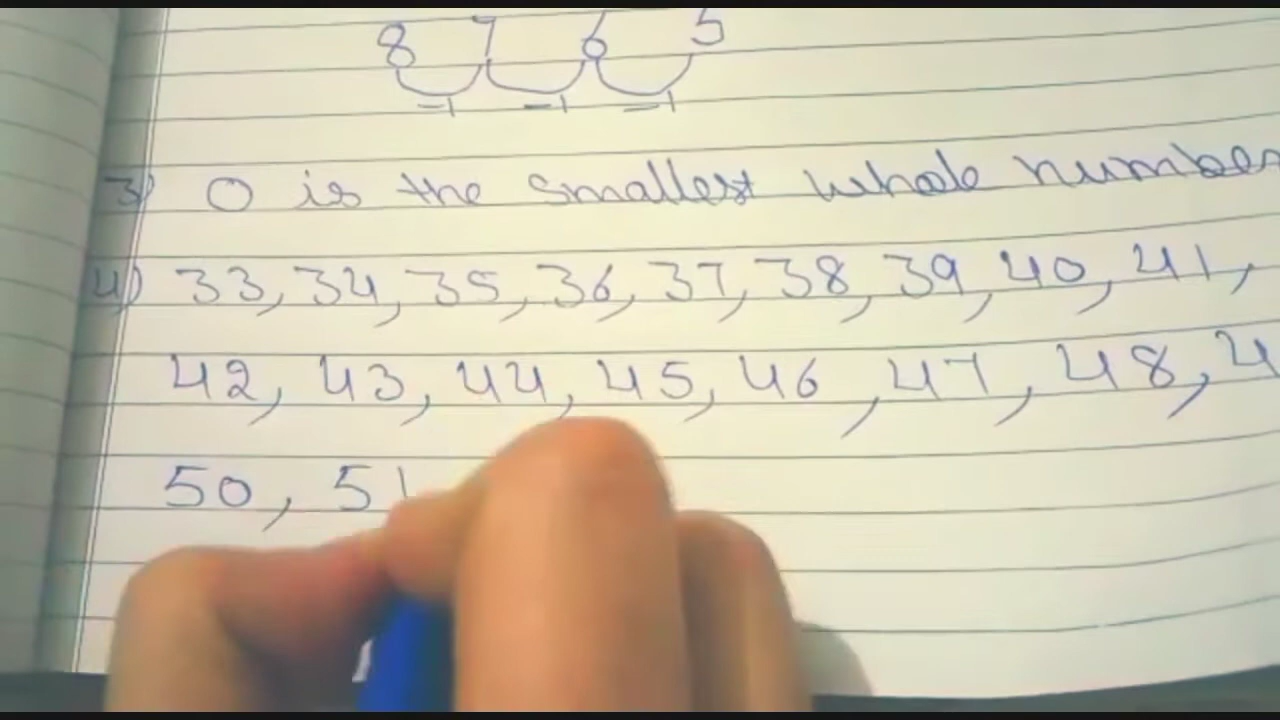 8 7 6 5
-1 -1 -1
3) 0 is the smallest whole number
4) 33, 34, 35, 36, 37, 38, 39, 40, 41,
42, 43, 44, 45, 46, 47, 48, 4
50, 51